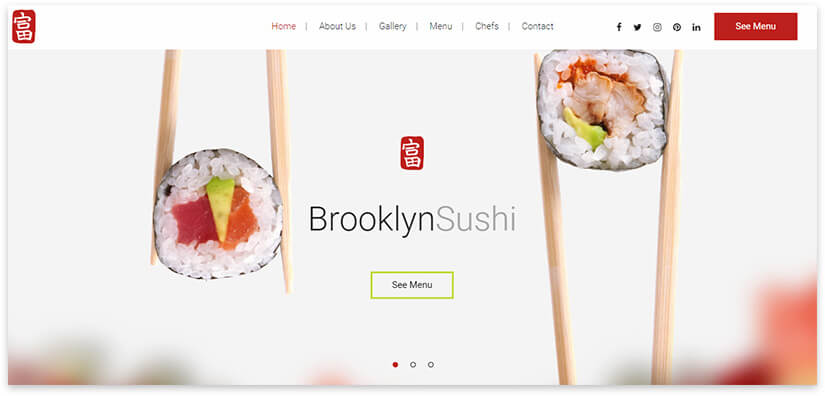 富
Home | About Us | Gallery | Menu | Chefs | Contact
See Menu
富
BrooklynSushi
See Menu